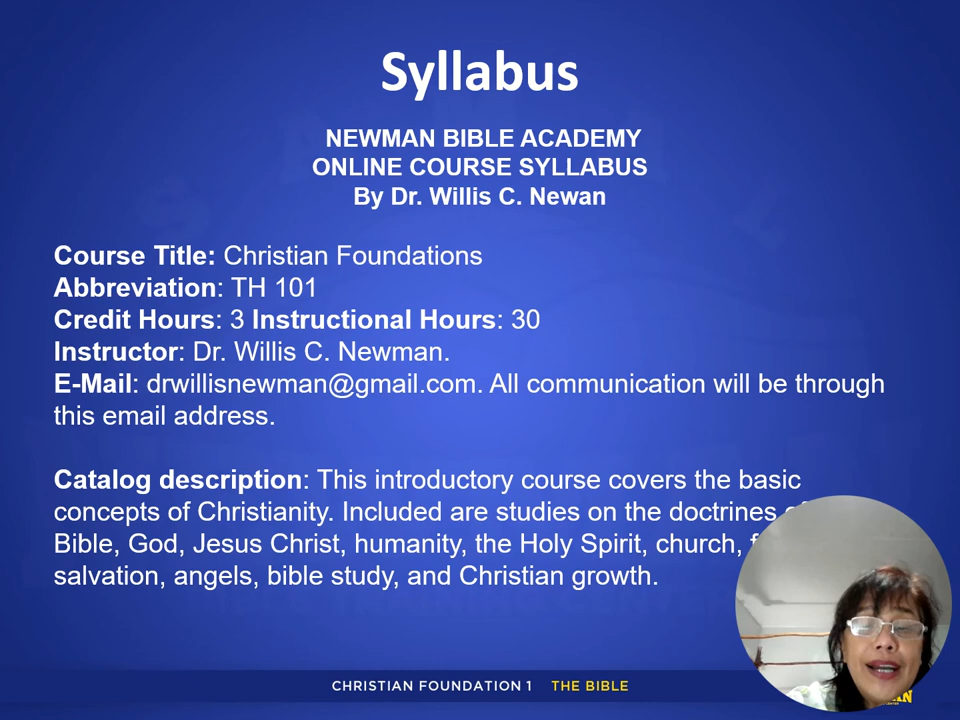 Syllabus
NEWMAN BIBLE ACADEMY
ONLINE COURSE SYLLABUS
By Dr. Willis C. Newan
Course Title: Christian Foundations
Abbreviation: TH 101
Credit Hours: 3 Instructional Hours: 30
Instructor: Dr. Willis C. Newman.
E-Mail: drwillisnewman@gmail.com. All communication will be through
this email address.
Catalog description: This introductory course covers the basic
concepts of Christianity. Included are studies on the doctrines
Bible, God, Jesus Christ, humanity, the Holy Spirit, church,
salvation, angels, bible study, and Christian growth.
CHRISTIAN FOUNDATION 1 THE BIBLE